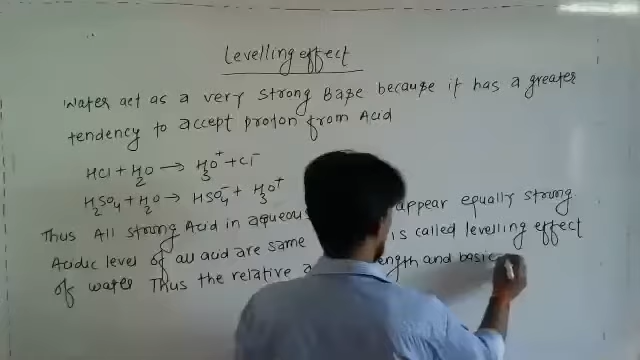 Levelling effect
Water act as a very strong Base because it has a greater
tendency to accept proton from Acid
HCl + H2O → H3O+ + Cl-
H2SO4 + H2O → HSO4- + H3O+
Thus All strong Acid in aqueous appear equally strong
Acidic level of all acid are same is called levelling effect
of water Thus the relative and basic